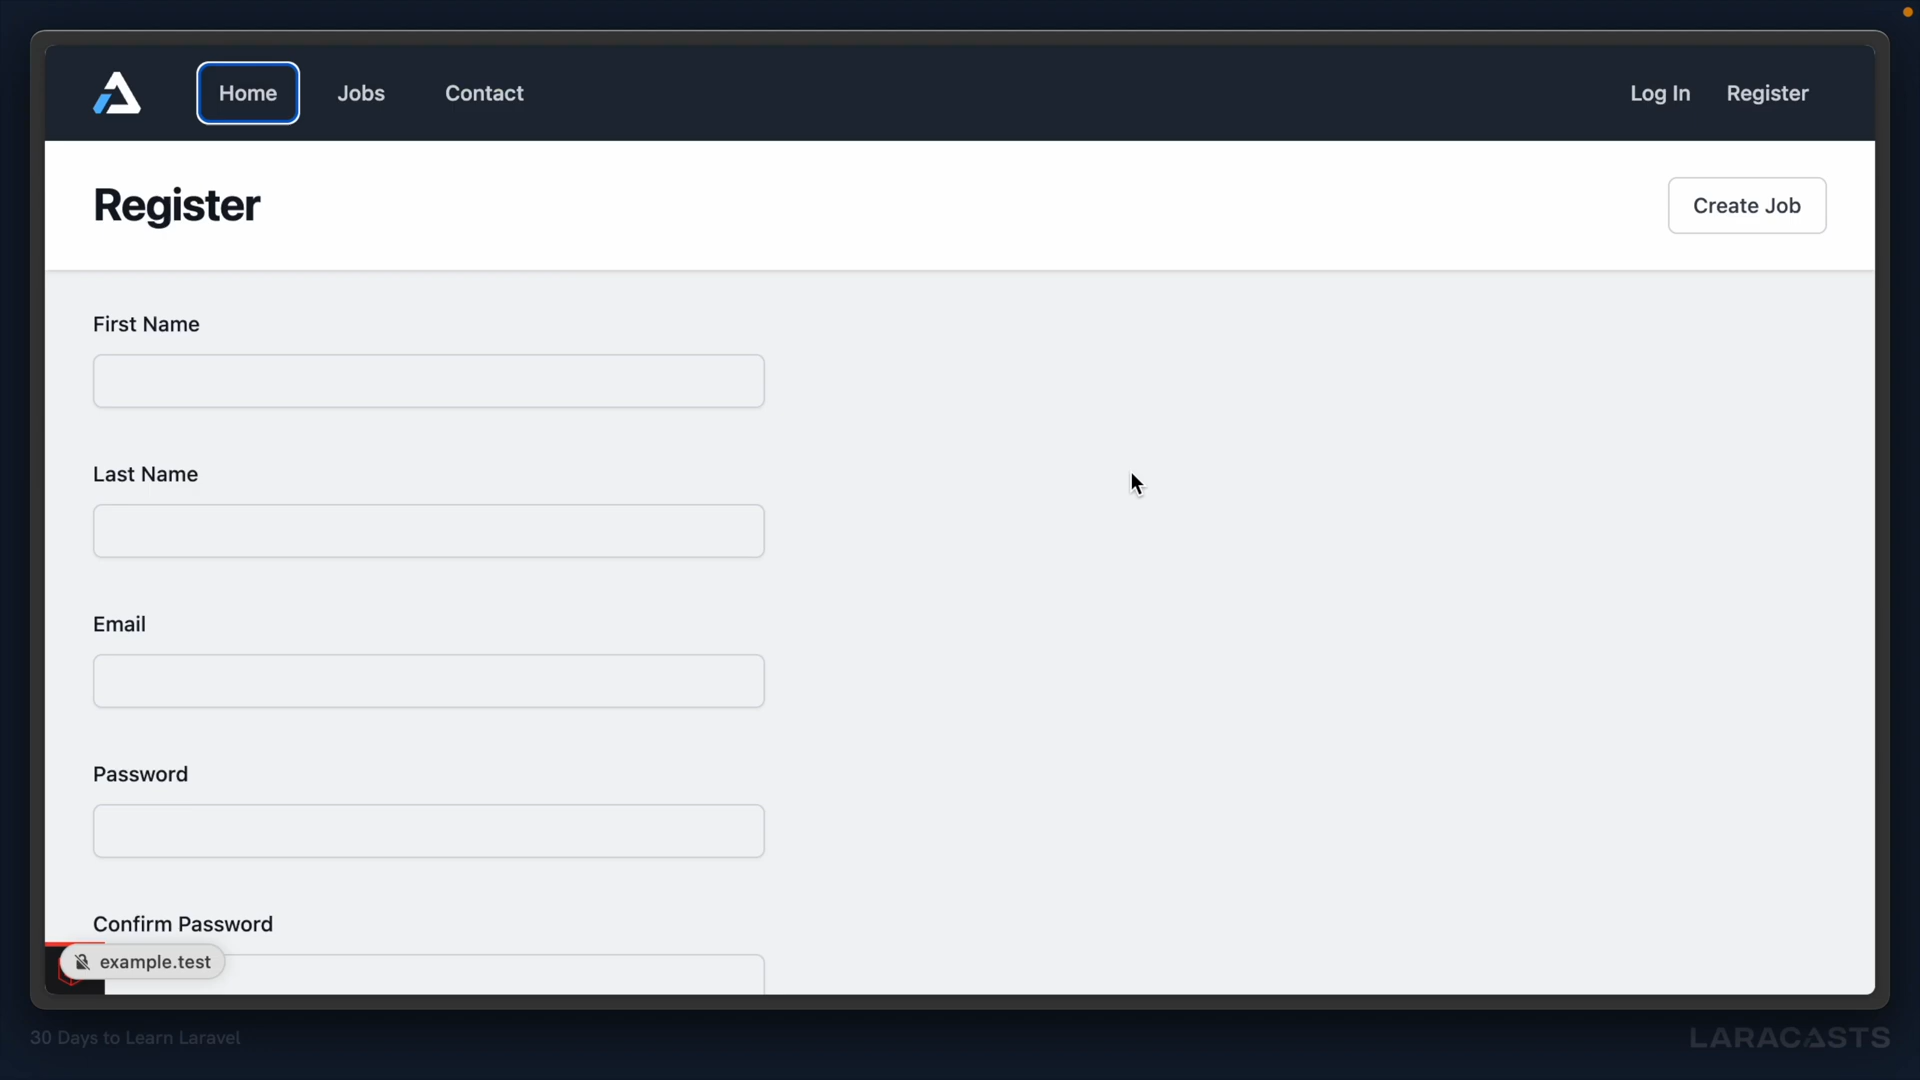 Home Jobs Contact Log In Register
Register
Create Job
First Name
Last Name
Email
Password
Confirm Password
example.test
30 Days to Learn Laravel
LARACASTS